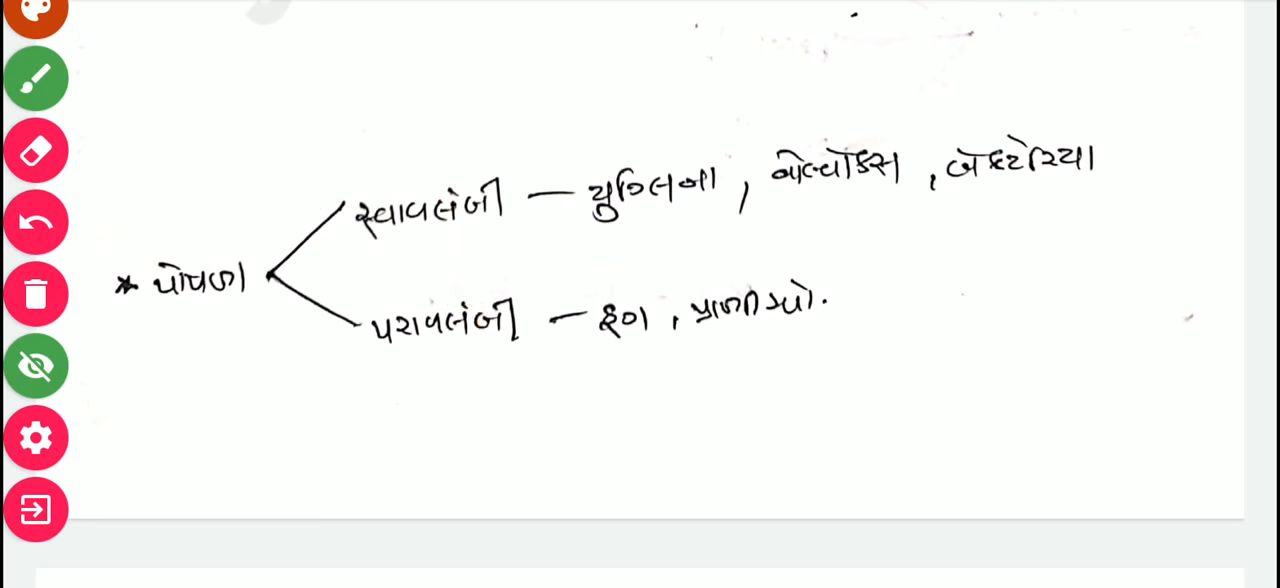 સ્વાવલંબી – યુગ્લિના , વોલ્વોક્સ , બેક્ટેરિયા
* પોષણ
પરાવલંબી – ફૂગ , પ્રાણીઓ.